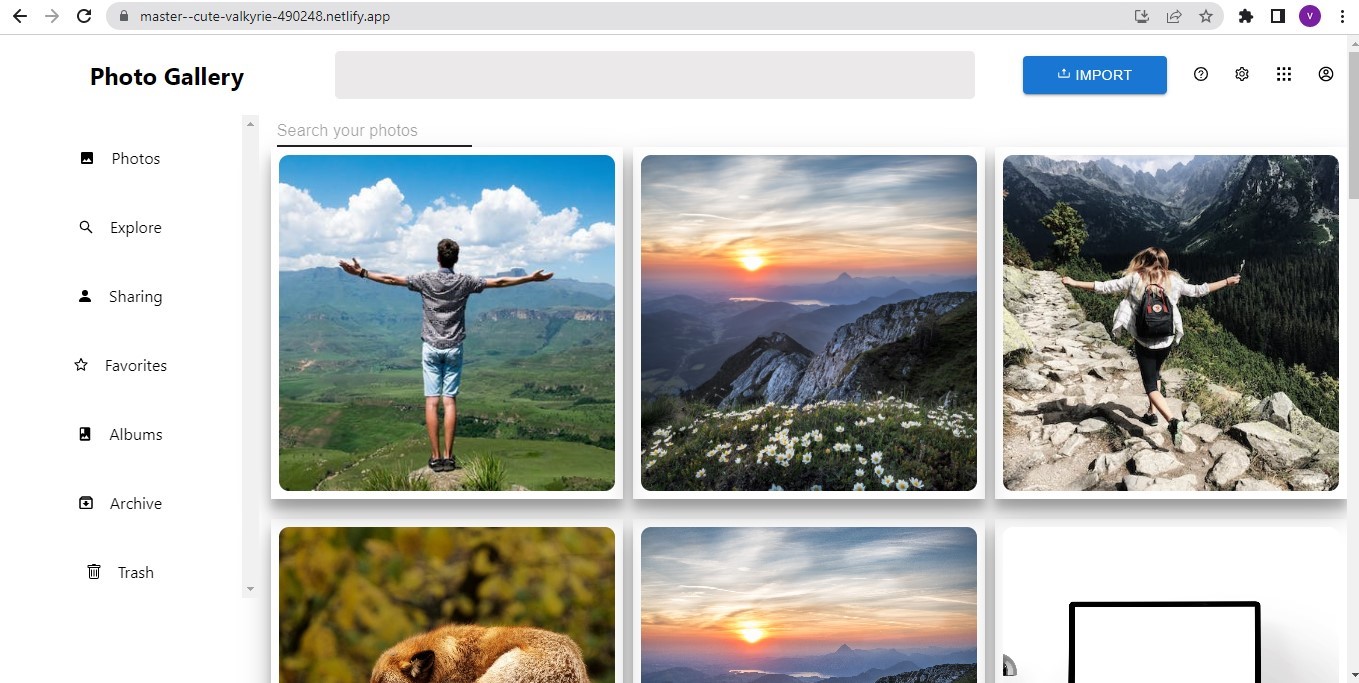 master--cute-valkyrie-490248.netlify.app
V
Photo Gallery
IMPORT
Search your photos
Photos
Explore
Sharing
Favorites
Albums
Archive
Trash